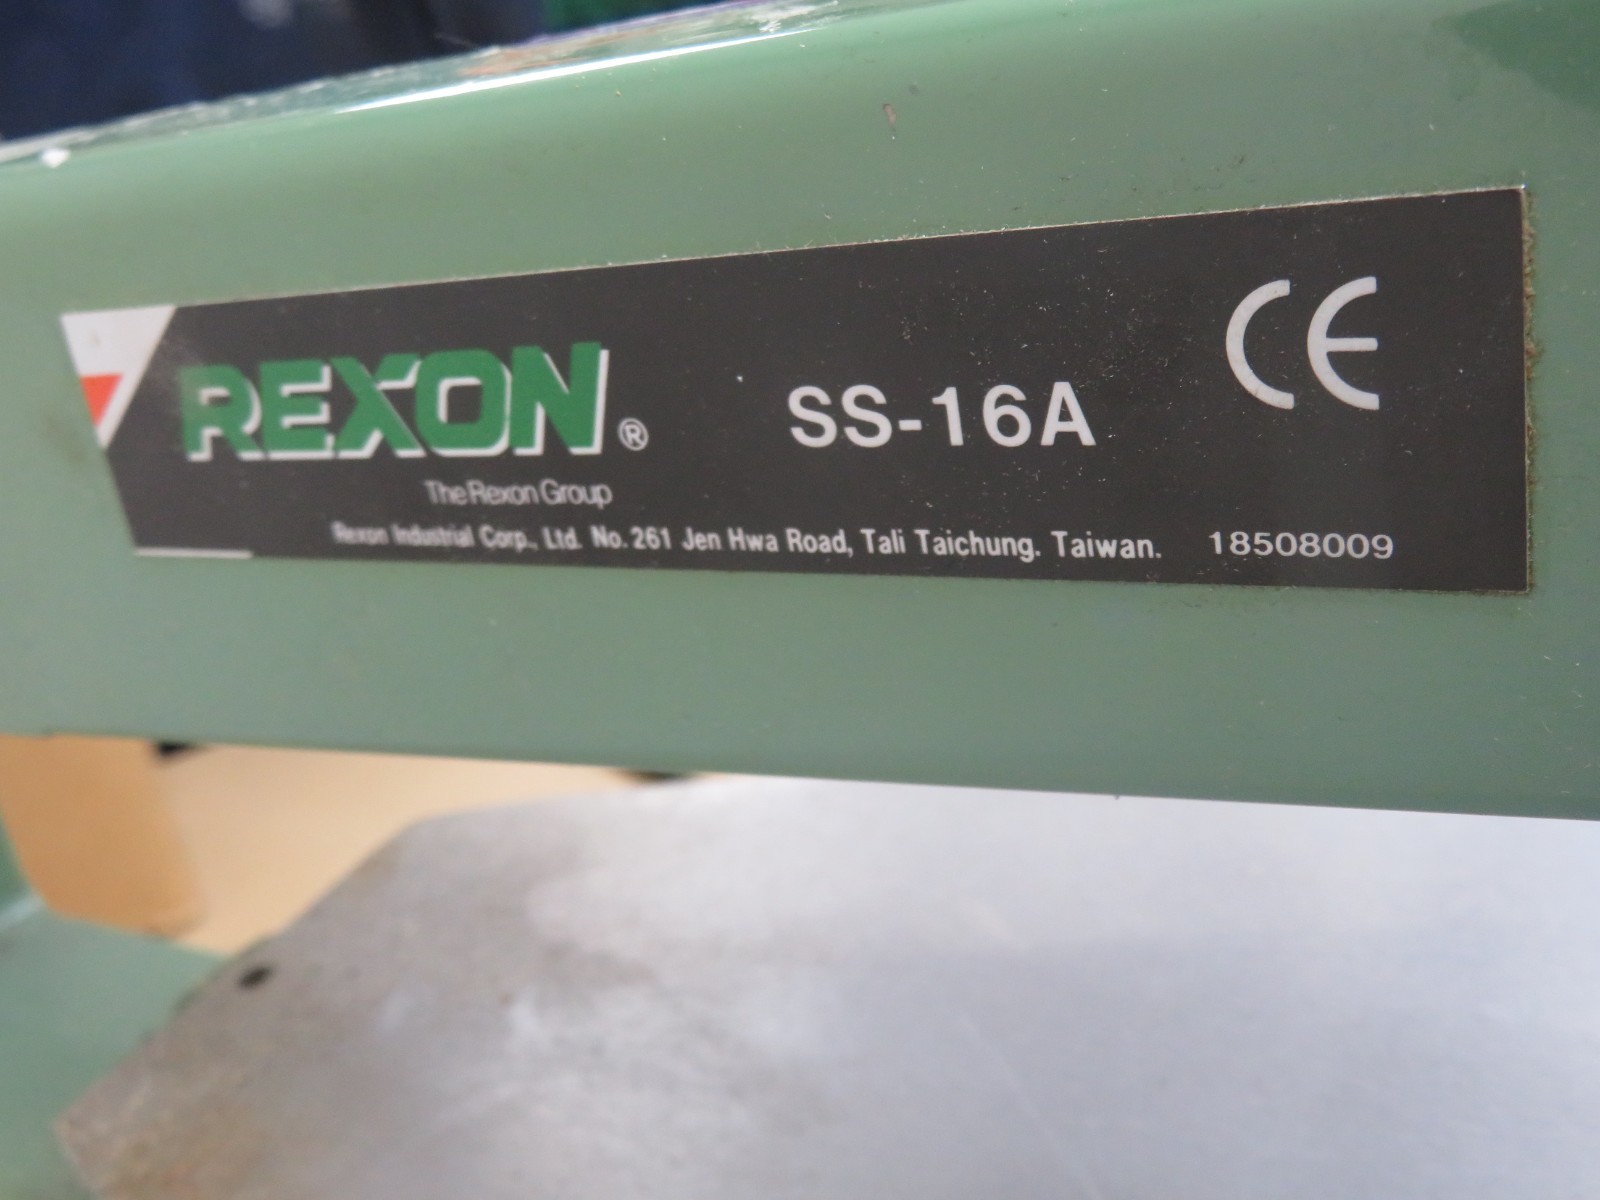 REXON® SS-16A CE
The Rexon Group
Rexon Industrial Corp., Ltd. No. 261 Jen Hwa Road, Tali Taichung. Taiwan. 18508009